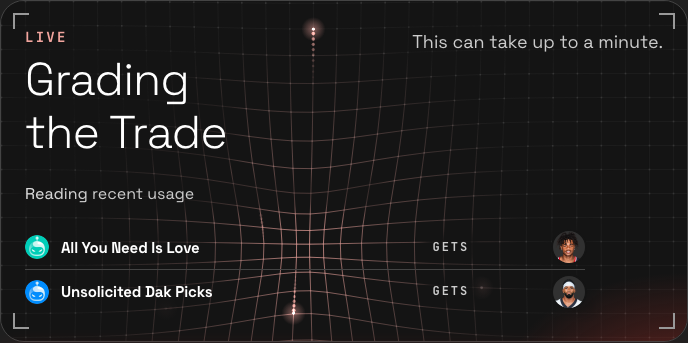 LIVE
This can take up to a minute.
Grading
the Trade
Reading recent usage
All You Need Is Love GETS
Unsolicited Dak Picks GETS